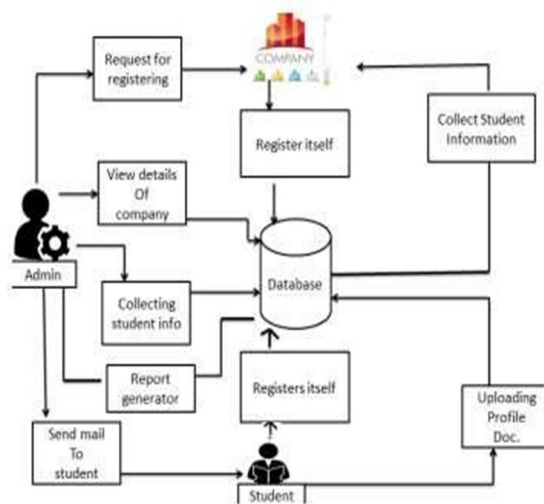 Request for
registering
COMPANY
Collect Student
Information
Register itself
View details
Of
company
Admin
Database
Collecting
student info
Report
generator
Registers itself
Uploading
Profile
Doc.
Send mail
To
student
Student